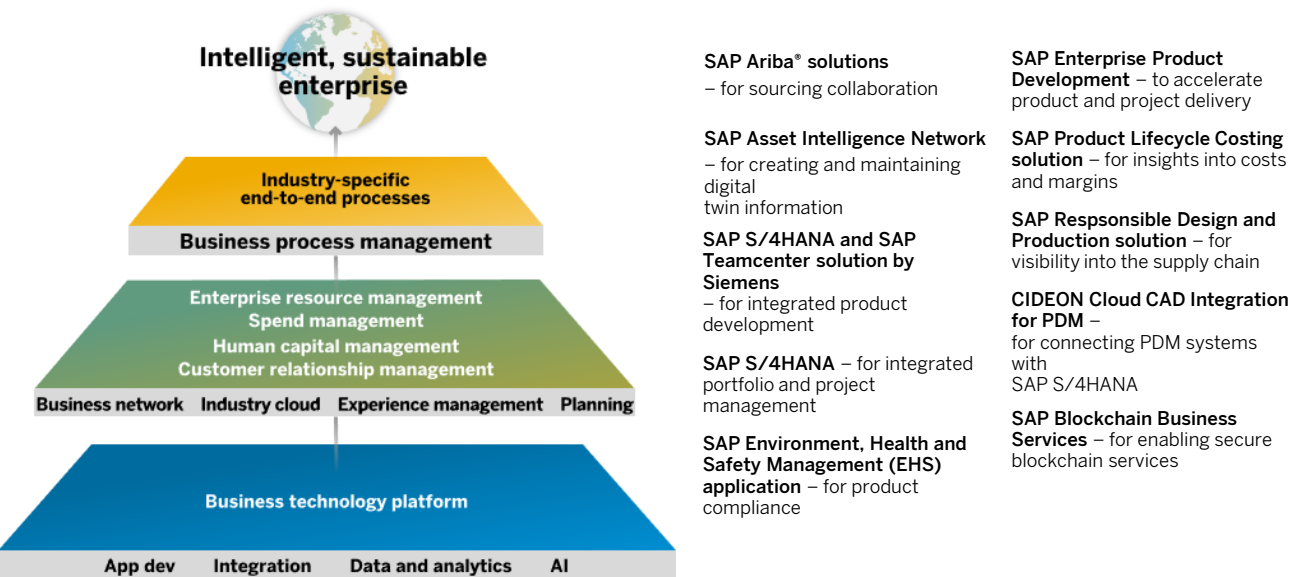 Intelligent, sustainable
enterprise
Industry-specific
end-to-end processes
Business process management
Enterprise resource management
Spend management
Human capital management
Customer relationship management
Business network Industry cloud Experience management Planning
Business technology platform
App dev Integration Data and analytics AI
SAP Ariba® solutions
– for sourcing collaboration
SAP Asset Intelligence Network
– for creating and maintaining
digital
twin information
SAP S/4HANA and SAP
Teamcenter solution by
Siemens
– for integrated product
development
SAP S/4HANA – for integrated
portfolio and project
management
SAP Environment, Health and
Safety Management (EHS)
application – for product
compliance
SAP Enterprise Product
Development – to accelerate
product and project delivery
SAP Product Lifecycle Costing
solution – for insights into costs
and margins
SAP Respsonsible Design and
Production solution – for
visibility into the supply chain
CIDEON Cloud CAD Integration
for PDM –
for connecting PDM systems
with
SAP S/4HANA
SAP Blockchain Business
Services – for enabling secure
blockchain services